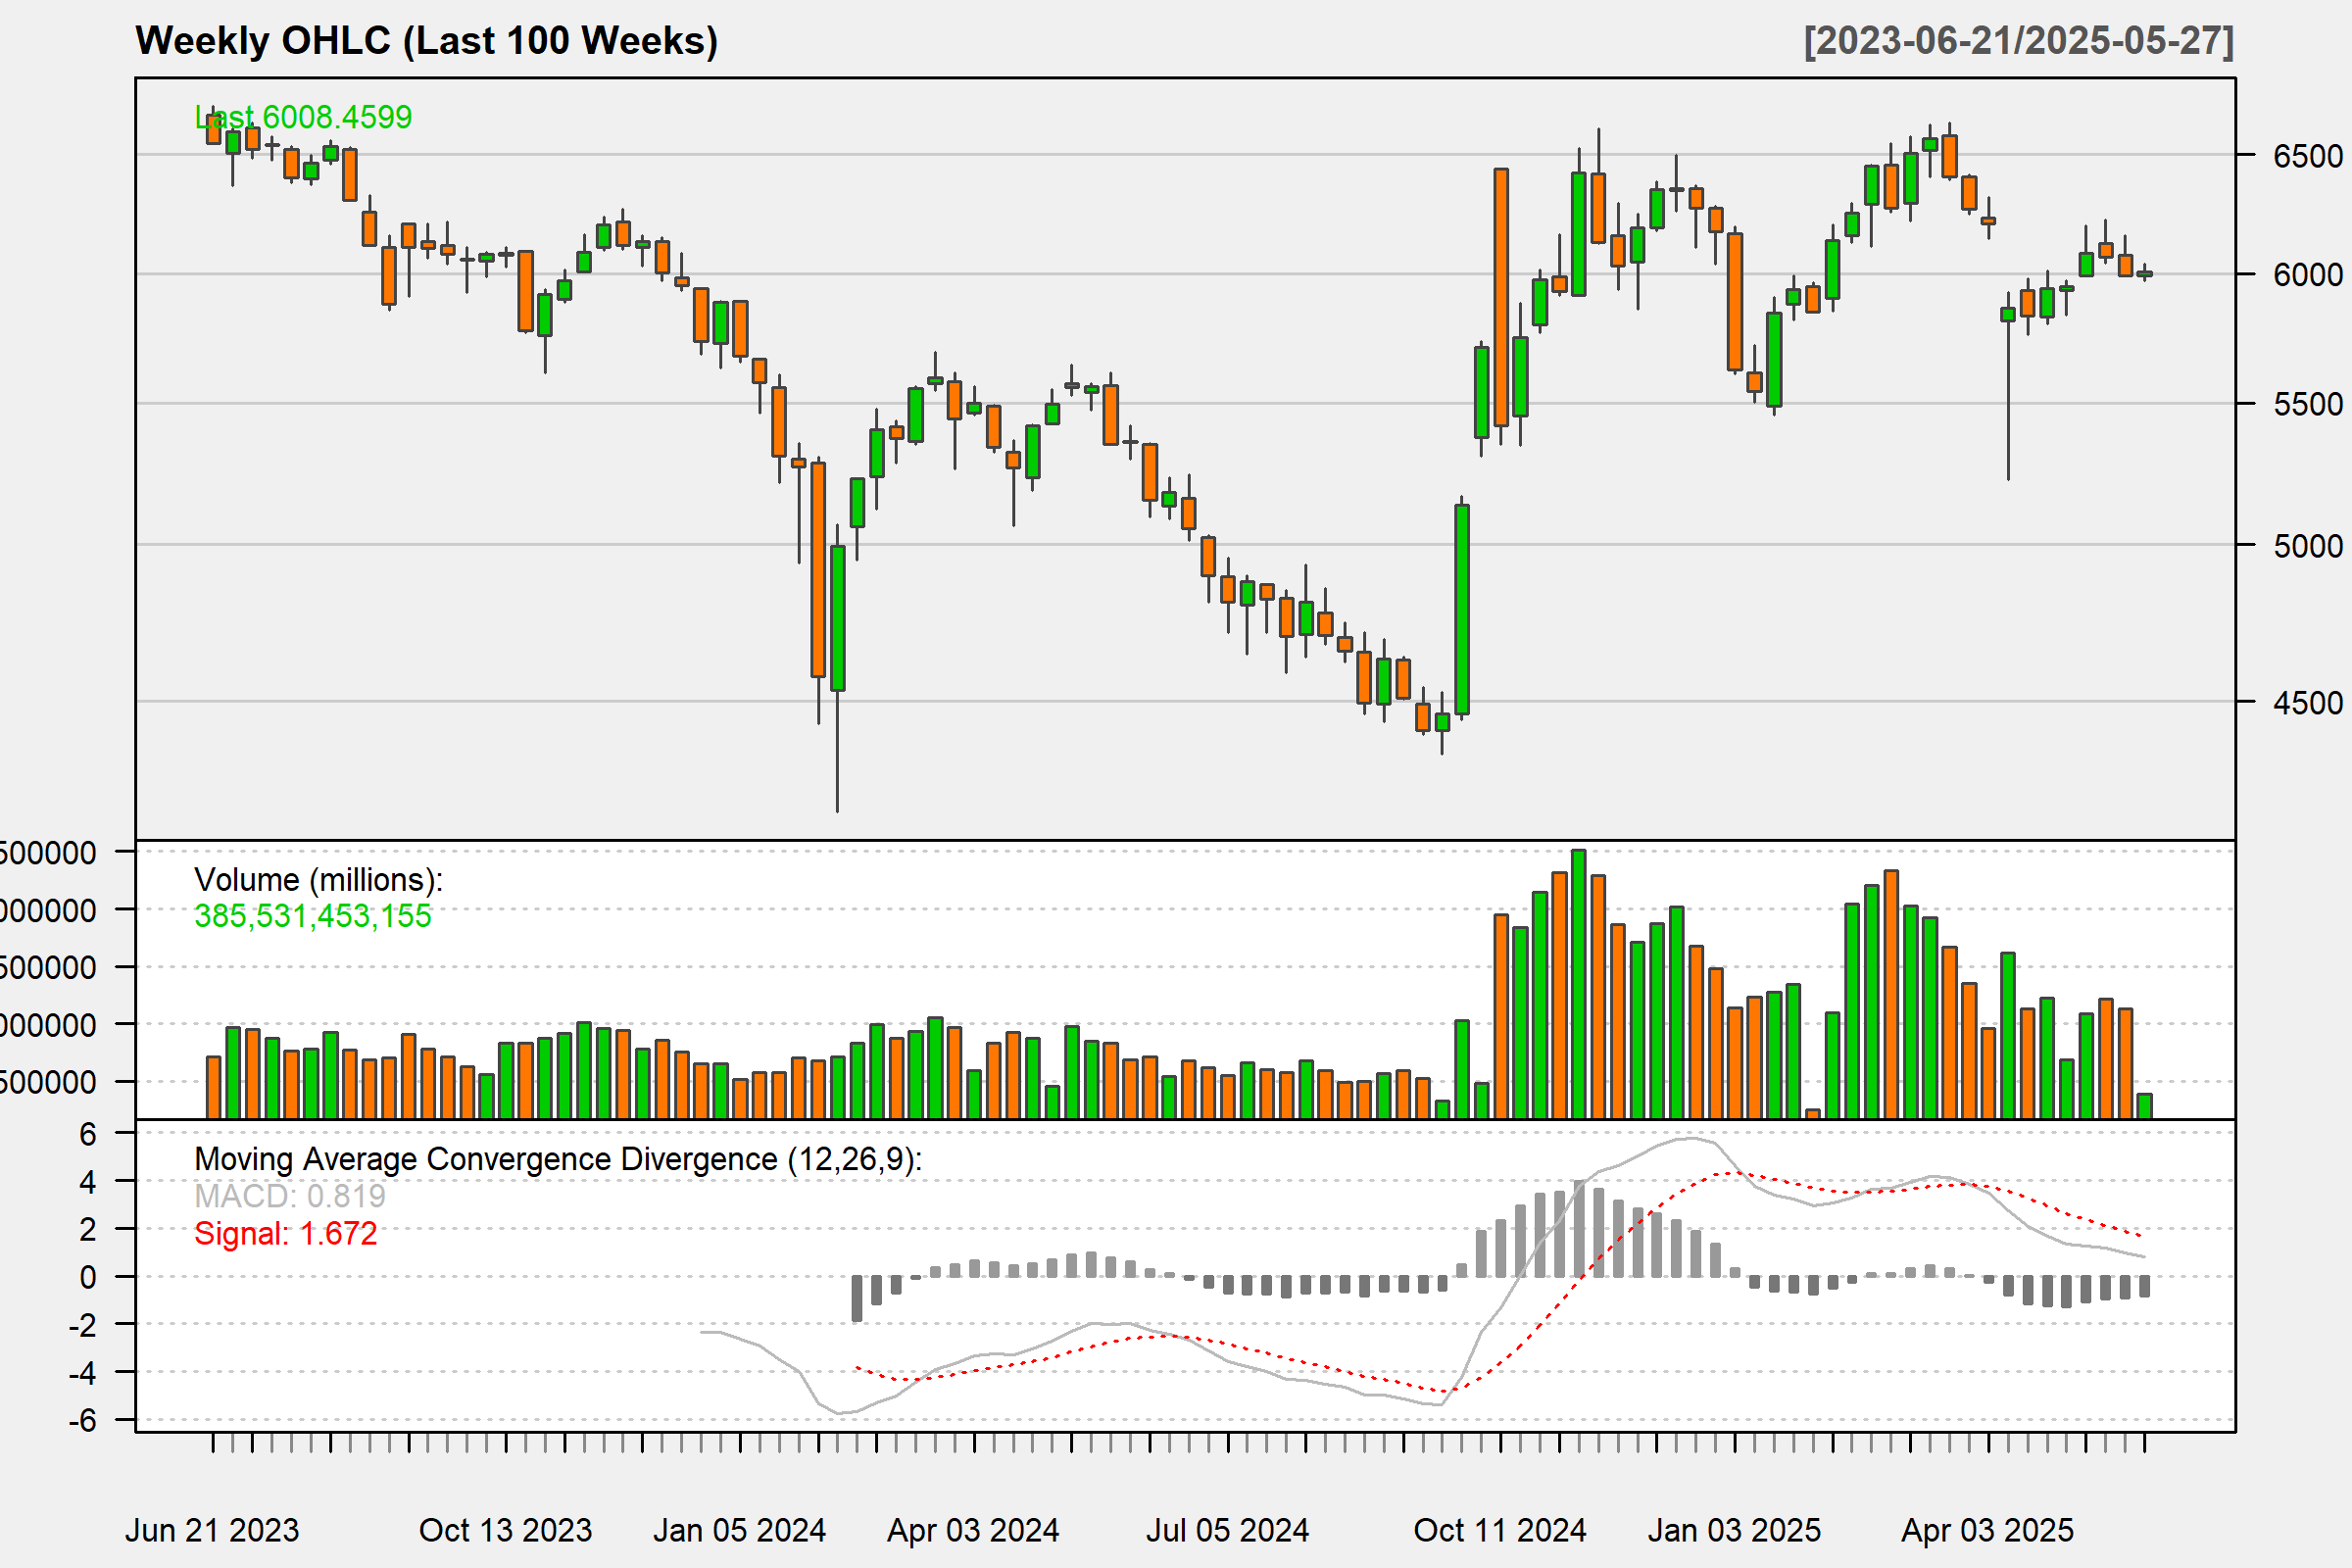 Weekly OHLC (Last 100 Weeks) [2023-06-21/2025-05-27]
Last 6008.4599
6500
6000
5500
5000
4500
500000
000000
500000
000000
500000
Volume (millions):
385,531,453,155
6
4
2
0
-2
-4
-6
Moving Average Convergence Divergence (12,26,9):
MACD: 0.819
Signal: 1.672
Jun 21 2023 Oct 13 2023 Jan 05 2024 Apr 03 2024 Jul 05 2024 Oct 11 2024 Jan 03 2025 Apr 03 2025